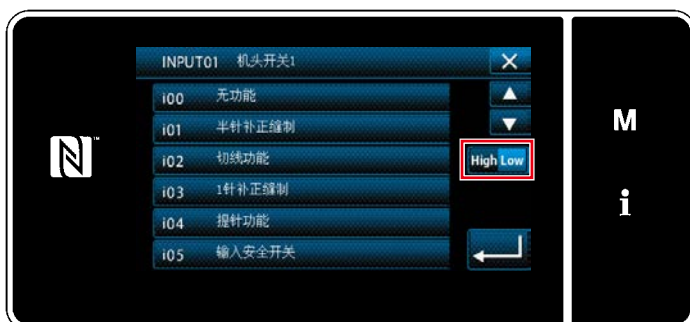 INPUT01 机头开关1
i00 无功能
i01 半针补正缝制
i02 切线功能
i03 1针补正缝制
i04 提针功能
i05 输入安全开关
High Low
M
i